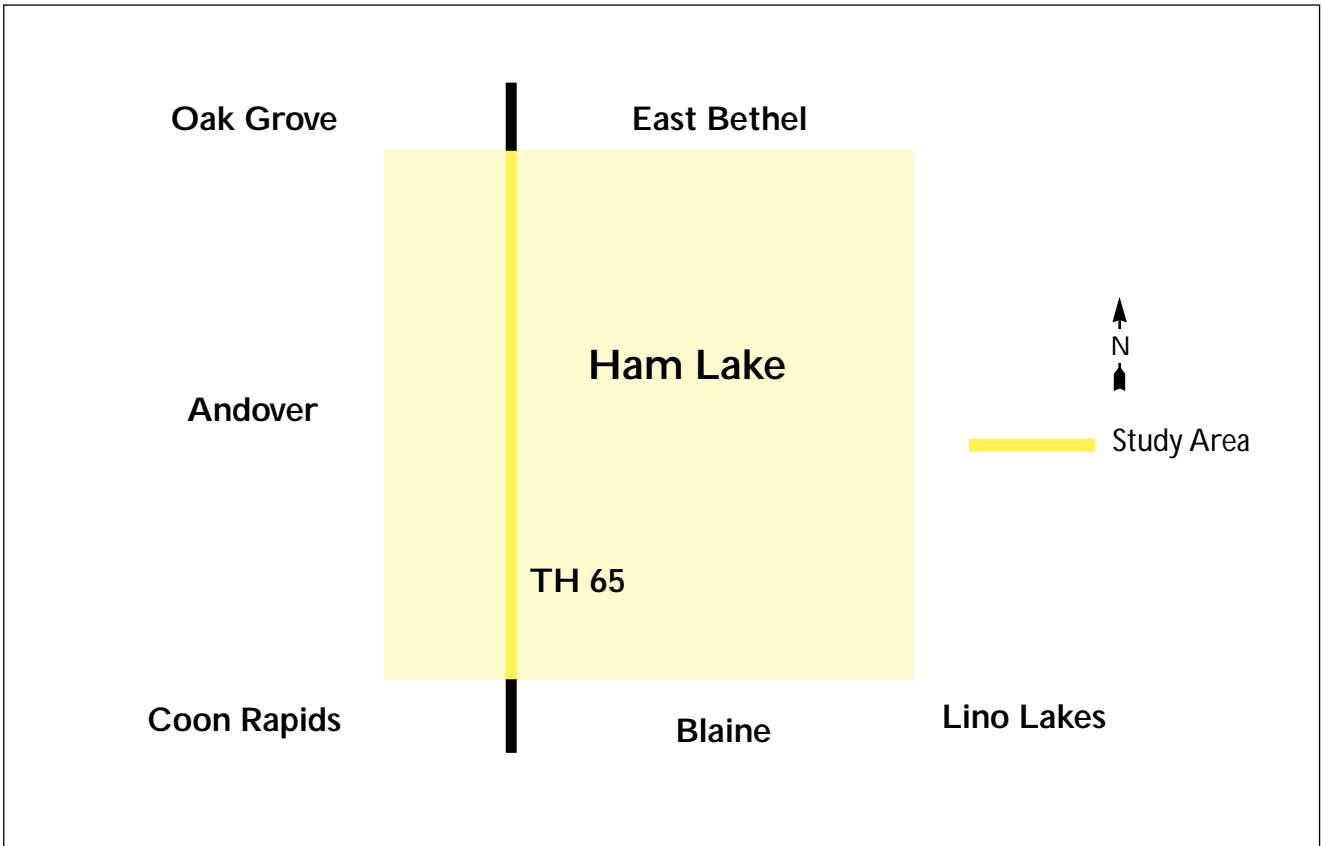 Oak Grove
East Bethel
Ham Lake
N
Andover
Study Area
TH 65
Coon Rapids
Blaine
Lino Lakes